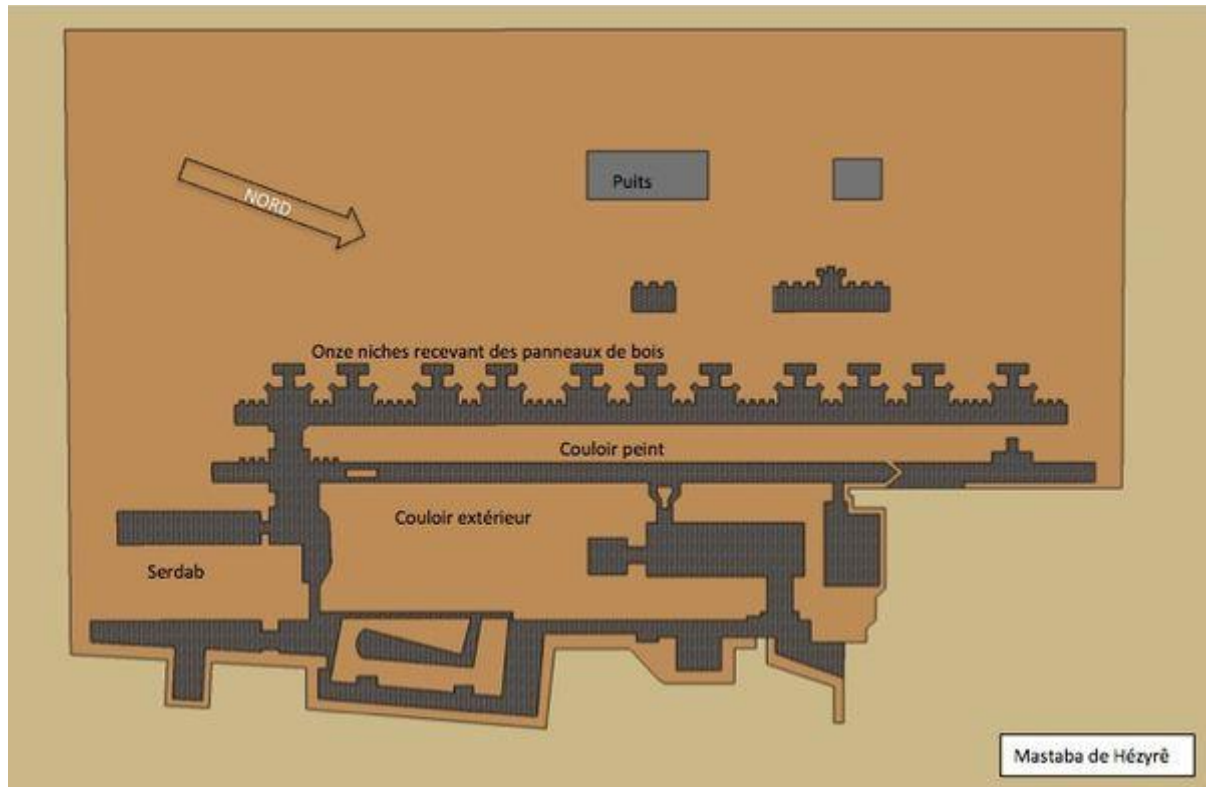 Puits
NORD
Onze niches recevant des panneaux de bois
Couloir peint
Couloir extérieur
Serdab
Mastaba de Hézyrê